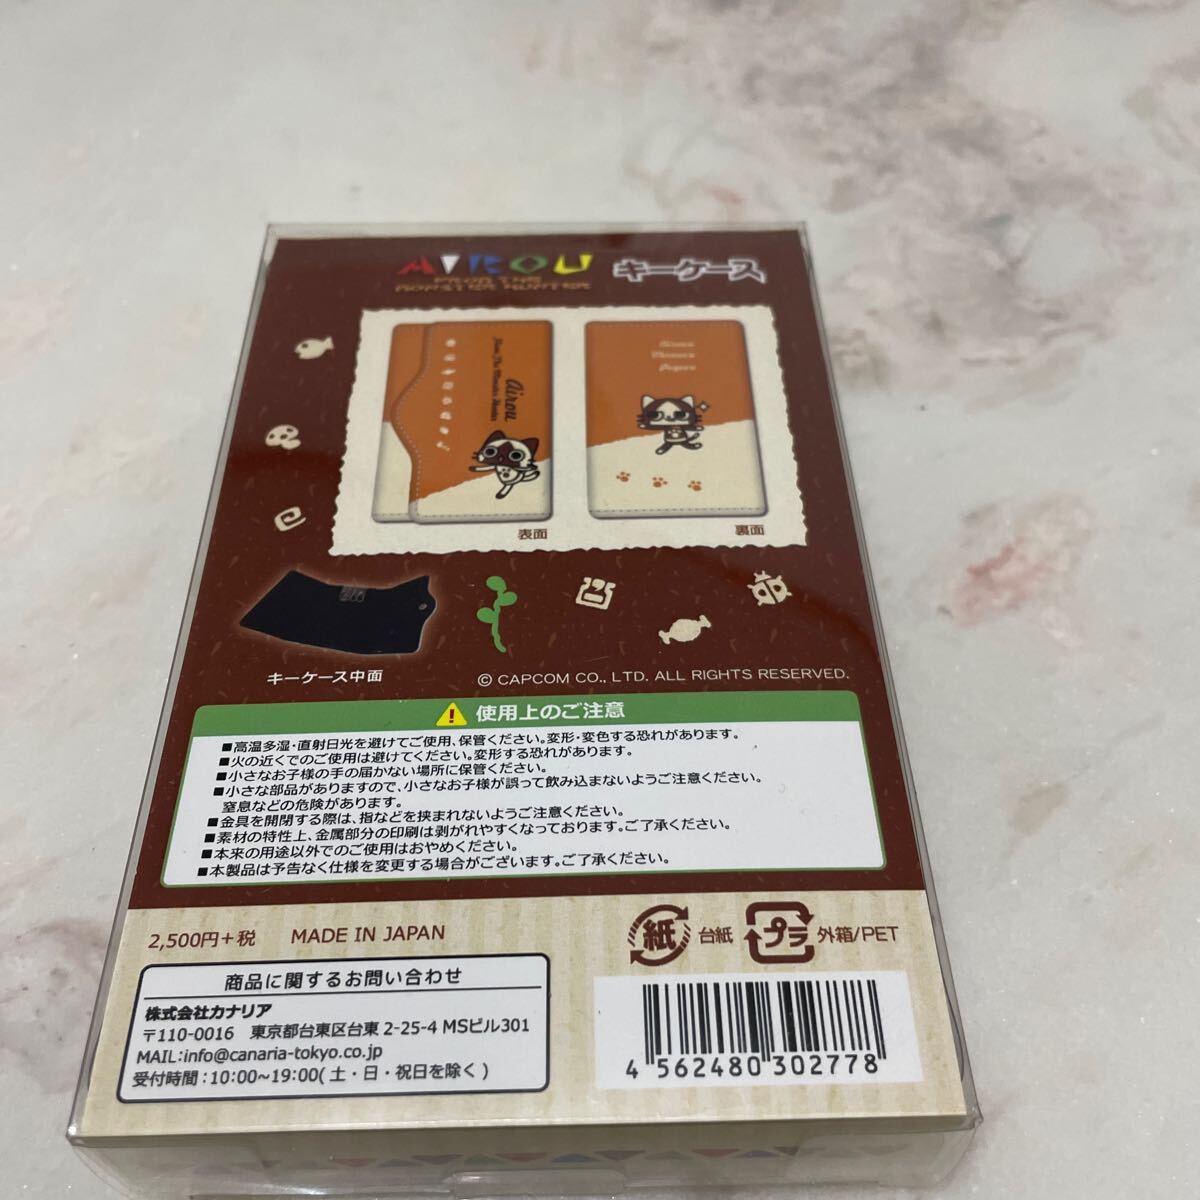 AIROU
FROM THE
MONSTER HUNTER
キーケース
Airou
From The Monster Hunter
表面
裏面
キーケース中面
© CAPCOM CO., LTD. ALL RIGHTS RESERVED.
使用上のご注意
■高温多湿・直射日光を避けてご使用、保管ください。変形・変色する恐れがあります。
■火の近くでのご使用は避けてください。変形する恐れがあります。
■小さなお子様の手の届かない場所に保管ください。
■小さな部品がありますので、小さなお子様が誤って飲み込まないようご注意ください。
窒息などの危険があります。
■金具を開閉する際は、指などを挟まれないようご注意ください。
■素材の特性上、金属部分の印刷は剥がれやすくなっております。ご了承ください。
■本来の用途以外でのご使用はおやめください。
■本製品は予告なく仕様を変更する場合がございます。ご了承ください。
2,500円+税 MADE IN JAPAN
紙 台紙 プラ 外箱/PET
商品に関するお問い合わせ
株式会社カナリア
〒110-0016 東京都台東区台東 2-25-4 MSビル301
MAIL:info@canaria-tokyo.co.jp
受付時間:10:00~19:00(土・日・祝日を除く)
4 562480 302778